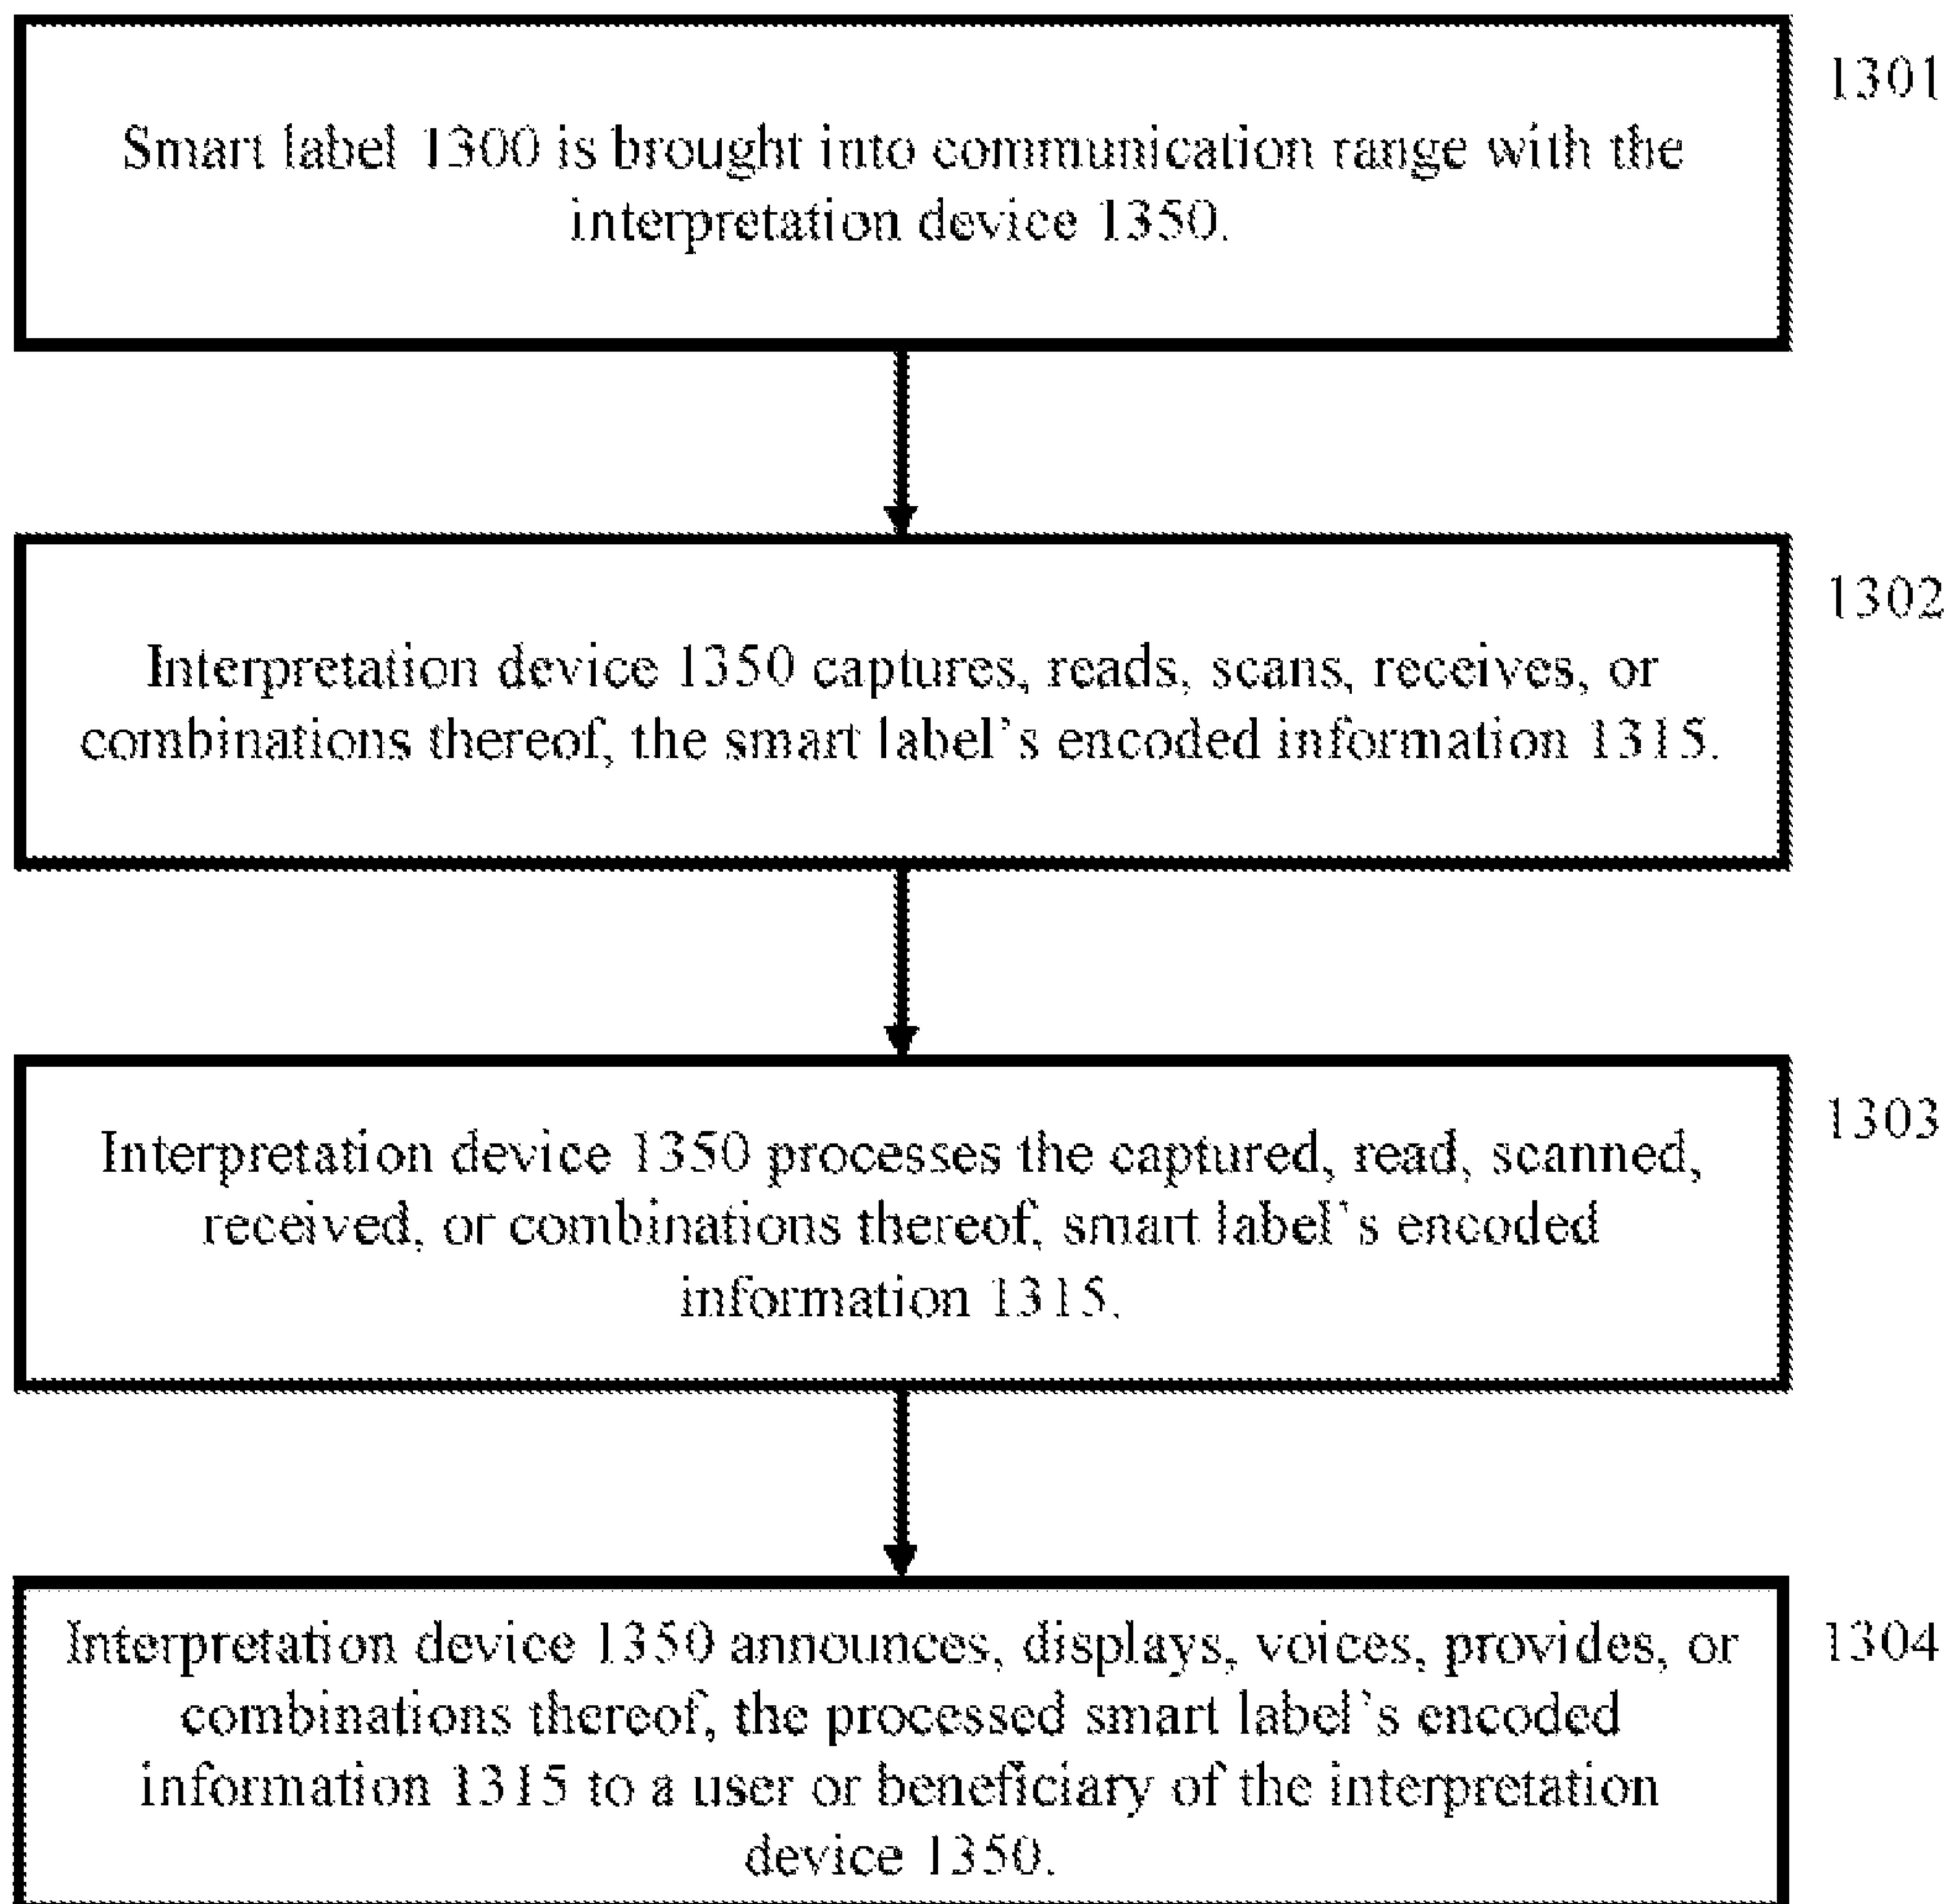 1301
Smart label 1300 is brought into communication range with the
interpretation device 1350.
1302
Interpretation device 1350 captures, reads, scans, receives, or
combinations thereof, the smart label's encoded information 1315.
1303
Interpretation device 1350 processes the captured, read, scanned,
received, or combinations thereof, smart label's encoded
information 1315.
1304
Interpretation device 1350 announces, displays, voices, provides, or
combinations thereof, the processed smart label's encoded
information 1315 to a user or beneficiary of the interpretation
device 1350.